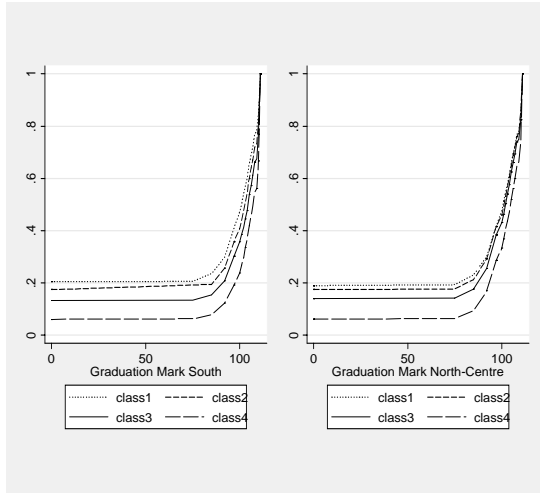 1
.8
.6
.4
.2
0
0 50 100
Graduation Mark South
class1 class2
class3 class4
1
.8
.6
.4
.2
0
0 50 100
Graduation Mark North-Centre
class1 class2
class3 class4